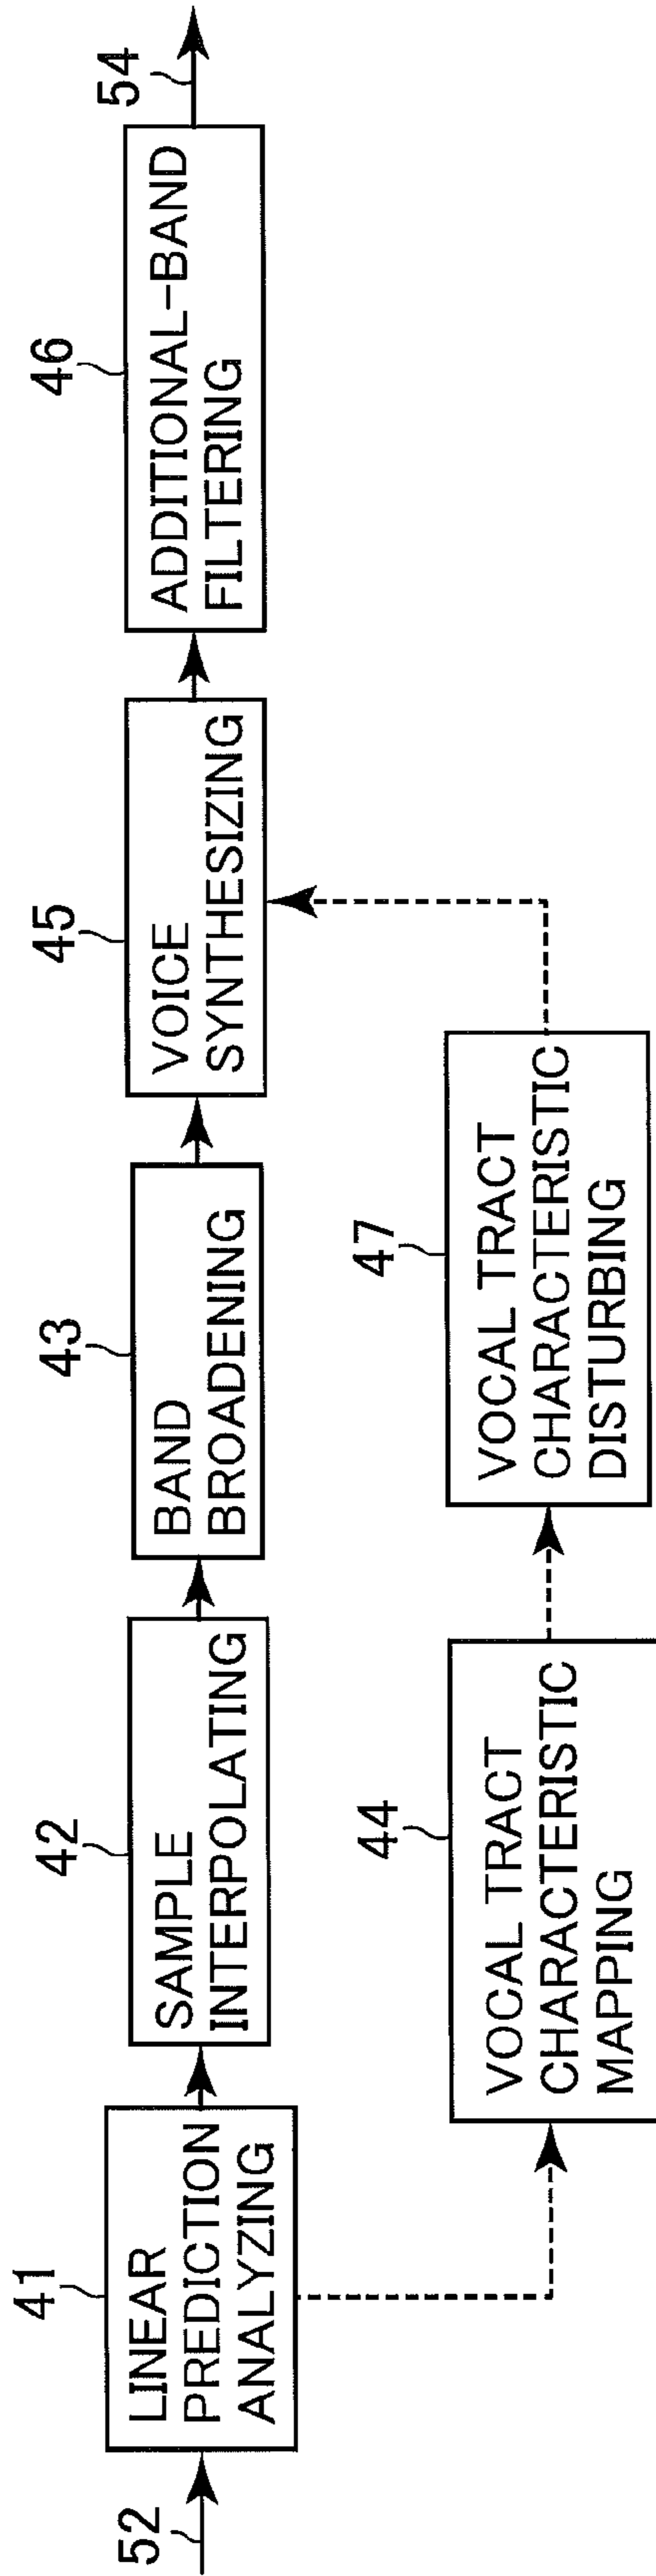 52
41
LINEAR
PREDICTION
ANALYZING
42
SAMPLE
INTERPOLATING
43
BAND
BROADENING
45
VOICE
SYNTHESIZING
46
ADDITIONAL-BAND
FILTERING
54
44
VOCAL TRACT
CHARACTERISTIC
MAPPING
47
VOCAL TRACT
CHARACTERISTIC
DISTURBING